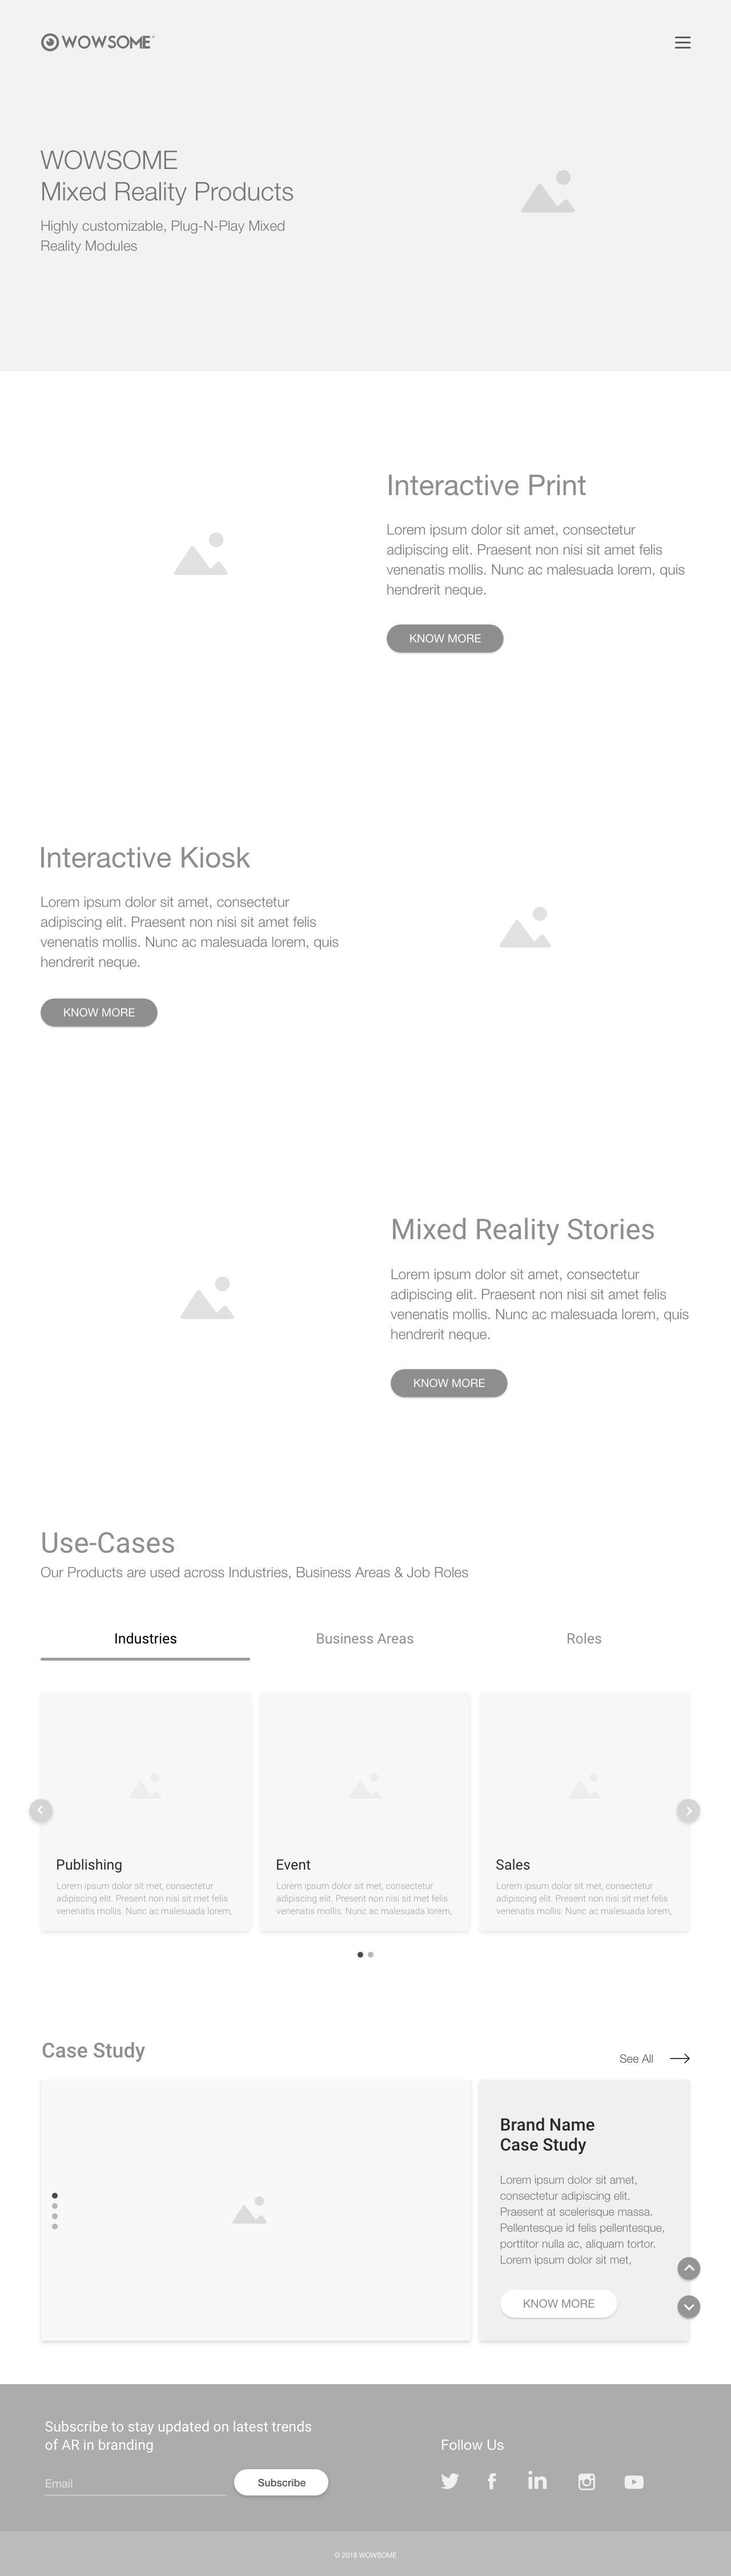 WOWSOME
WOWSOME
Mixed Reality Products
Highly customizable, Plug-N-Play Mixed
Reality Modules
Interactive Print
Lorem ipsum dolor sit amet, consectetur
adipiscing elit. Praesent non nisi sit amet felis
venenatis mollis. Nunc ac malesuada lorem, quis
hendrerit neque.
KNOW MORE
Interactive Kiosk
Lorem ipsum dolor sit amet, consectetur
adipiscing elit. Praesent non nisi sit amet felis
venenatis mollis. Nunc ac malesuada lorem, quis
hendrerit neque.
KNOW MORE
Mixed Reality Stories
Lorem ipsum dolor sit amet, consectetur
adipiscing elit. Praesent non nisi sit amet felis
venenatis mollis. Nunc ac malesuada lorem, quis
hendrerit neque.
KNOW MORE
Use-Cases
Our Products are used across Industries, Business Areas & Job Roles
Industries
Business Areas
Roles
Publishing
Lorem ipsum dolor sit met, consectetur
adipiscing elit. Present non nisi sit met felis
venenatis mollis. Nunc ac malesuada lorem,
Event
Lorem ipsum dolor sit met, consectetur
adipiscing elit. Present non nisi sit met felis
venenatis mollis. Nunc ac malesuada lorem,
Sales
Lorem ipsum dolor sit met, consectetur
adipiscing elit. Present non nisi sit met felis
venenatis mollis. Nunc ac malesuada lorem,
Case Study
See All
Brand Name
Case Study
Lorem ipsum dolor sit amet,
consectetur adipiscing elit.
Praesent at scelerisque massa.
Pellentesque id felis pellentesque,
porttitor nulla ac, aliquam tortor.
Lorem ipsum dolor sit met,
KNOW MORE
Subscribe to stay updated on latest trends
of AR in branding
Email
Subscribe
Follow Us
© 2018 WOWSOME